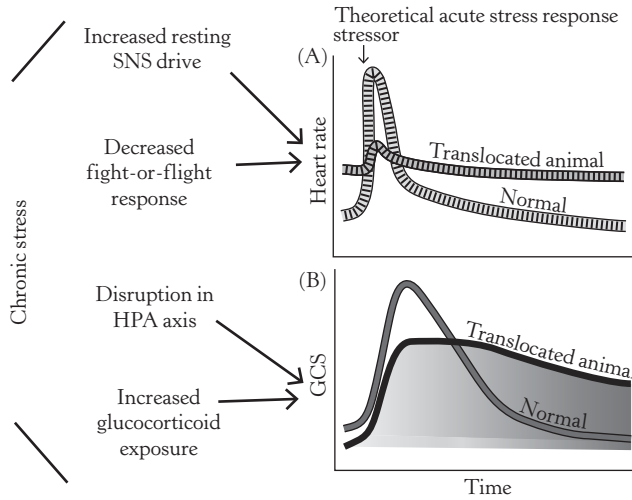 Theoretical acute stress response
stressor
Increased resting
SNS drive
Decreased
fight-or-flight
response
Chronic stress
Disruption in
HPA axis
Increased
glucocorticoid
exposure
(A)
Heart rate
Translocated animal
Normal
(B)
GCS
Translocated animal
Normal
Time